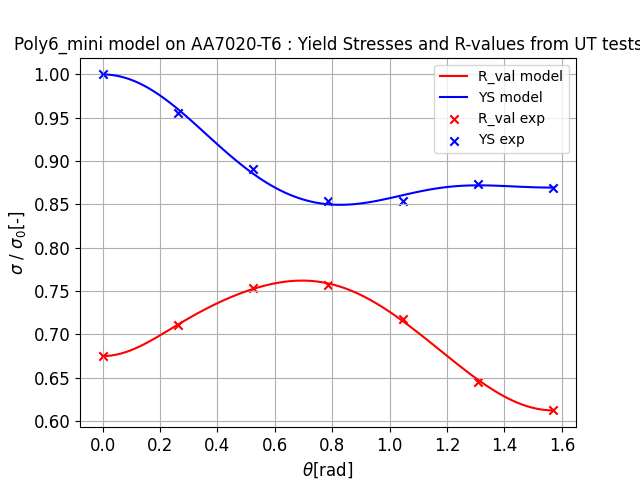 Poly6_mini model on AA7020-T6 : Yield Stresses and R-values from UT tests
R_val model
YS model
R_val exp
YS exp
σ / σ₀[-]
1.00
0.95
0.90
0.85
0.80
0.75
0.70
0.65
0.60
0.0 0.2 0.4 0.6 0.8 1.0 1.2 1.4 1.6
θ[rad]